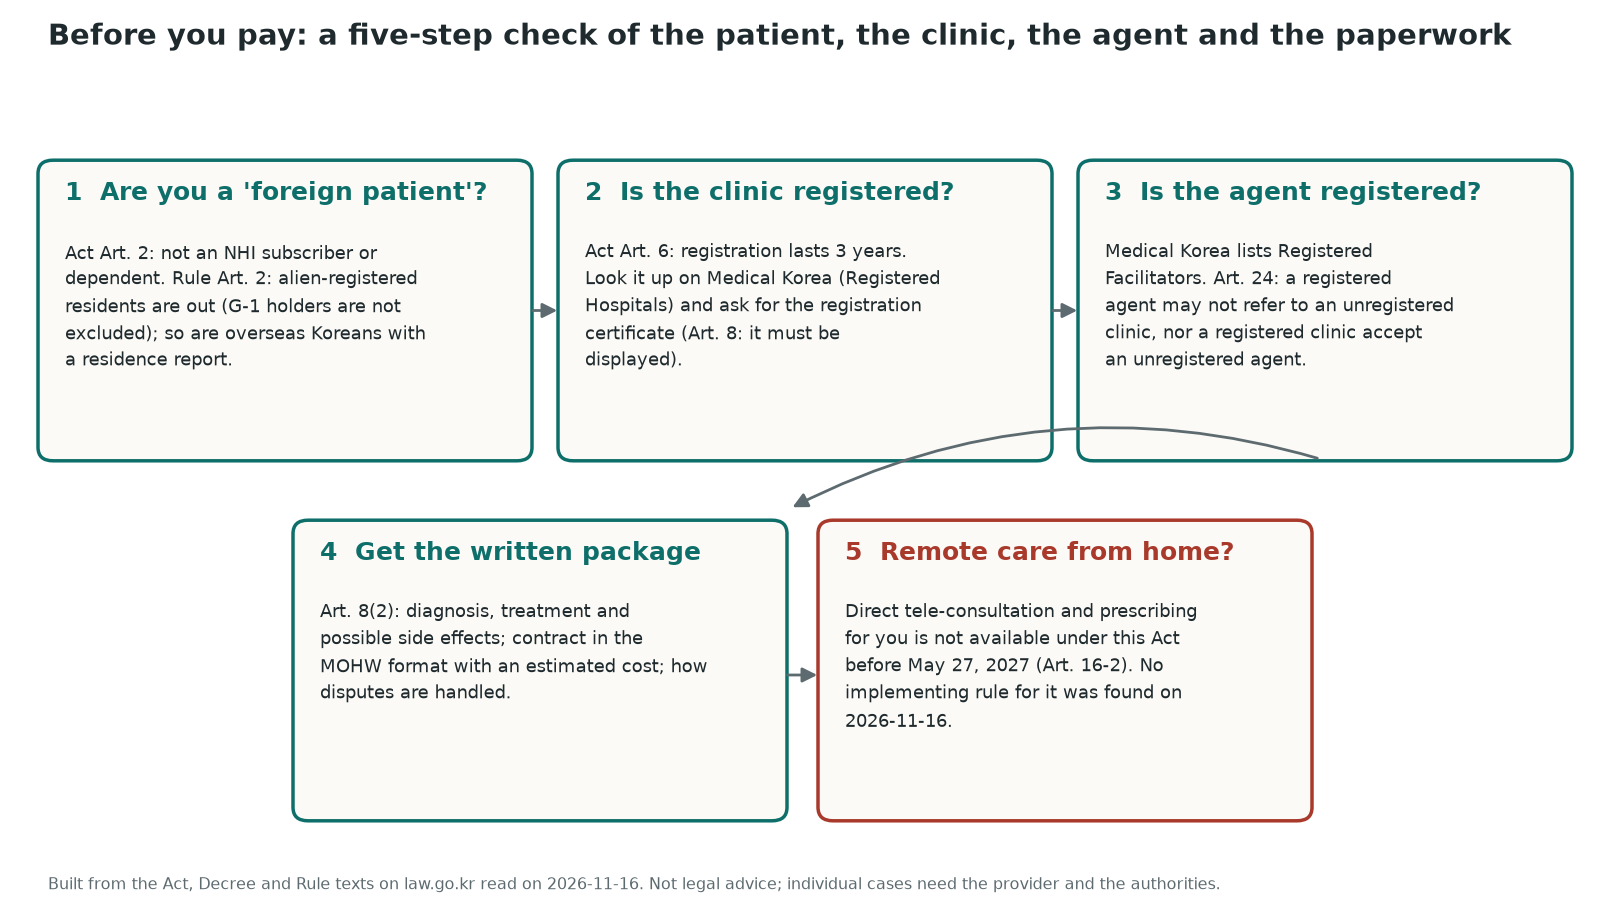 Before you pay: a five-step check of the patient, the clinic, the agent and the paperwork
1 Are you a 'foreign patient'?
Act Art. 2: not an NHI subscriber or
dependent. Rule Art. 2: alien-registered
residents are out (G-1 holders are not
excluded); so are overseas Koreans with
a residence report.
2 Is the clinic registered?
Act Art. 6: registration lasts 3 years.
Look it up on Medical Korea (Registered
Hospitals) and ask for the registration
certificate (Art. 8: it must be
displayed).
3 Is the agent registered?
Medical Korea lists Registered
Facilitators. Art. 24: a registered
agent may not refer to an unregistered
clinic, nor a registered clinic accept
an unregistered agent.
4 Get the written package
Art. 8(2): diagnosis, treatment and
possible side effects; contract in the
MOHW format with an estimated cost; how
disputes are handled.
5 Remote care from home?
Direct tele-consultation and prescribing
for you is not available under this Act
before May 27, 2027 (Art. 16-2). No
implementing rule for it was found on
2026-11-16.
Built from the Act, Decree and Rule texts on law.go.kr read on 2026-11-16. Not legal advice; individual cases need the provider and the authorities.